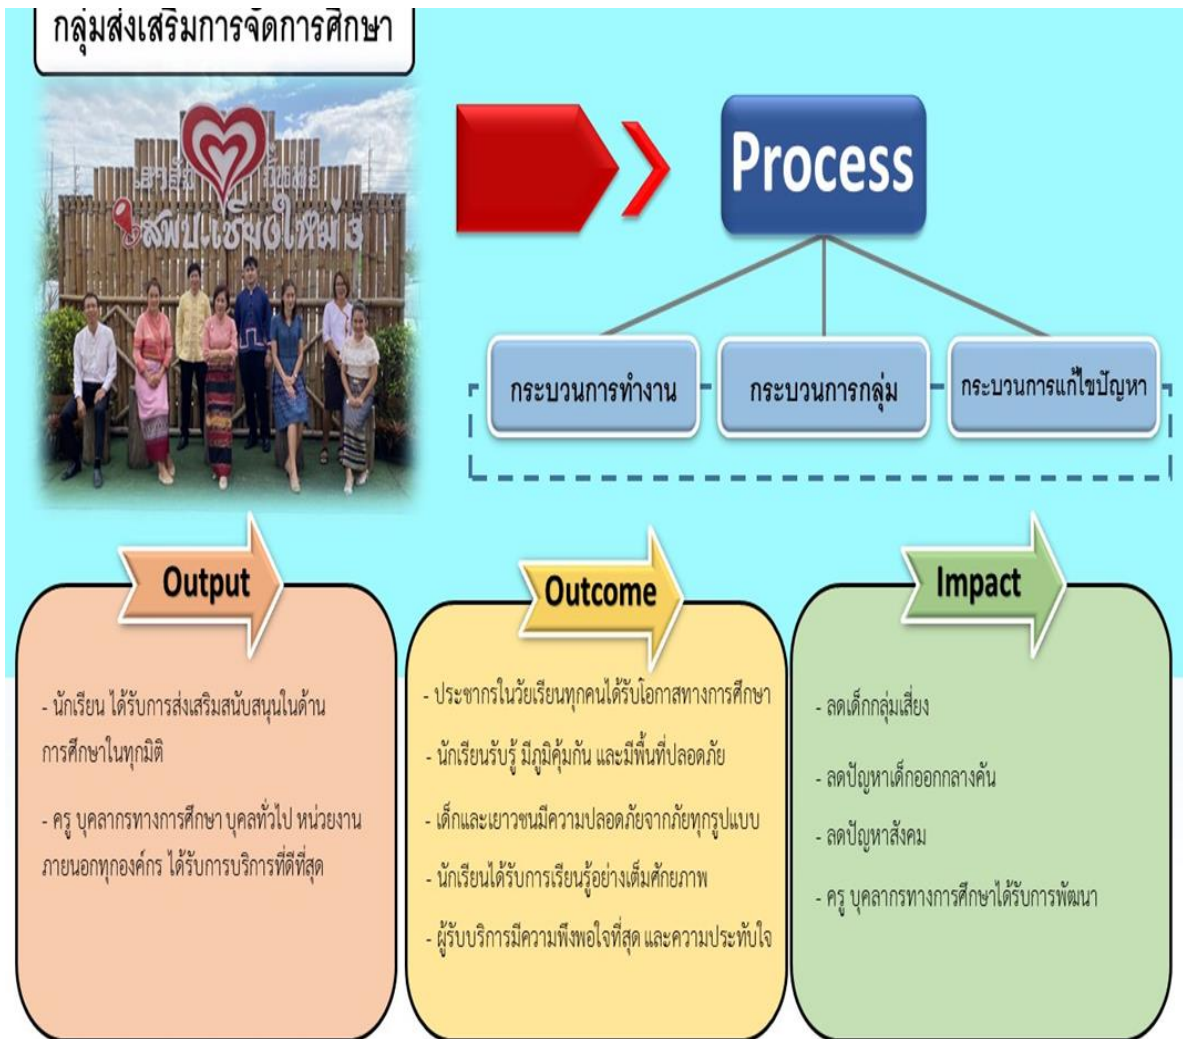 กลุ่มส่งเสริมการจัดการศึกษา
สพป.เชียงใหม่ 3
Process
กระบวนการทำงาน
กระบวนการกลุ่ม
กระบวนการแก้ไขปัญหา
Output
- นักเรียน ได้รับการส่งเสริมสนับสนุนในด้าน
การศึกษาในทุกมิติ
- ครู บุคลากรทางการศึกษา บุคลทั่วไป หน่วยงาน
ภายนอกทุกองค์กร ได้รับการบริการที่ดีที่สุด
Outcome
- ประชากรในวัยเรียนทุกคนได้รับโอกาสทางการศึกษา
- นักเรียนรับรู้ มีภูมิคุ้มกัน และมีพื้นที่ปลอดภัย
- เด็กและเยาวชนมีความปลอดภัยจากภัยทุกรูปแบบ
- นักเรียนได้รับการเรียนรู้อย่างเต็มศักยภาพ
- ผู้รับบริการมีความพึงพอใจที่สุด และความประทับใจ
Impact
- ลดเด็กกลุ่มเสี่ยง
- ลดปัญหาเด็กออกกลางคัน
- ลดปัญหาสังคม
- ครู บุคลากรทางการศึกษาได้รับการพัฒนา